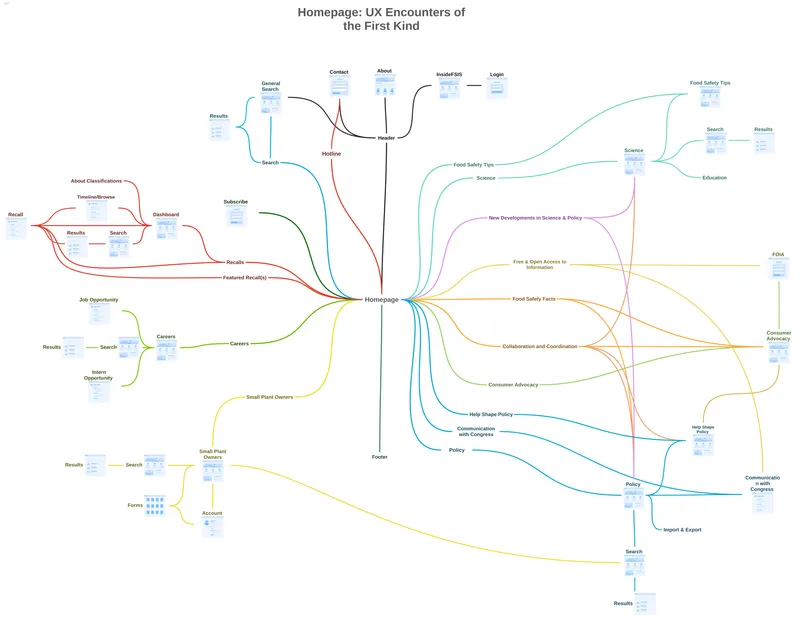 Homepage: UX Encounters of
the First Kind
Contact
About
InsideFSIS
Login
General
Search
Results
Header
Search
Hotline
Food Safety Tips
Search
Results
Science
Education
Food Safety Tips
Science
About Classifications
Timeline/Browse
Recall
Dashboard
Results
Search
Subscribe
New Developments in Science & Policy
Recalls
Featured Recall(s)
Free & Open Access to
Information
FOIA
Homepage
Job Opportunity
Food Safety Facts
Careers
Careers
Results
Search
Intern
Opportunity
Collaboration and Coordination
Consumer
Advocacy
Consumer Advocacy
Small Plant Owners
Help Shape Policy
Communication
with Congress
Policy
Help Shape
Policy
Footer
Small Plant
Owners
Results
Search
Forms
Account
Policy
Communicatio
n with
Congress
Import & Export
Search
Results